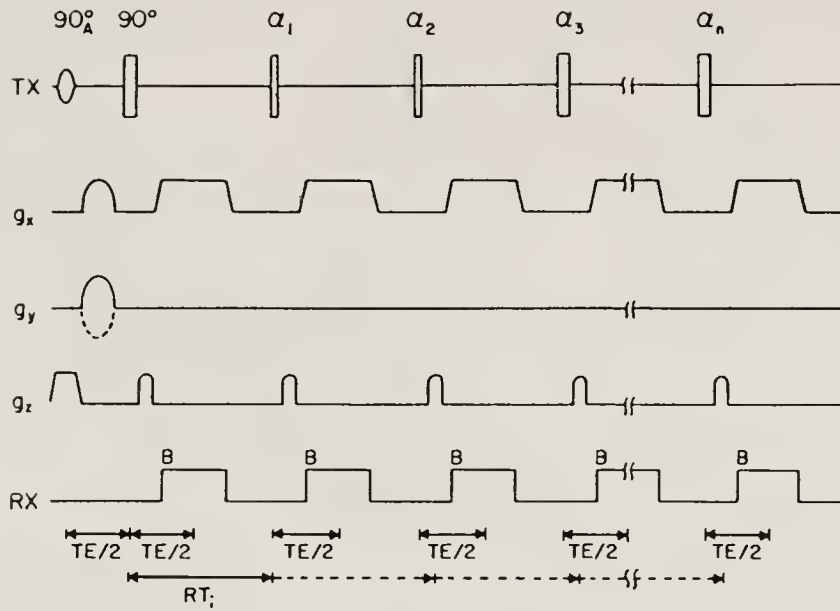 90°A 90° α1 α2 α3 αn
TX
gx
gy
gz
B B B B B
RX
TE/2 TE/2 TE/2 TE/2 TE/2 TE/2
RTi